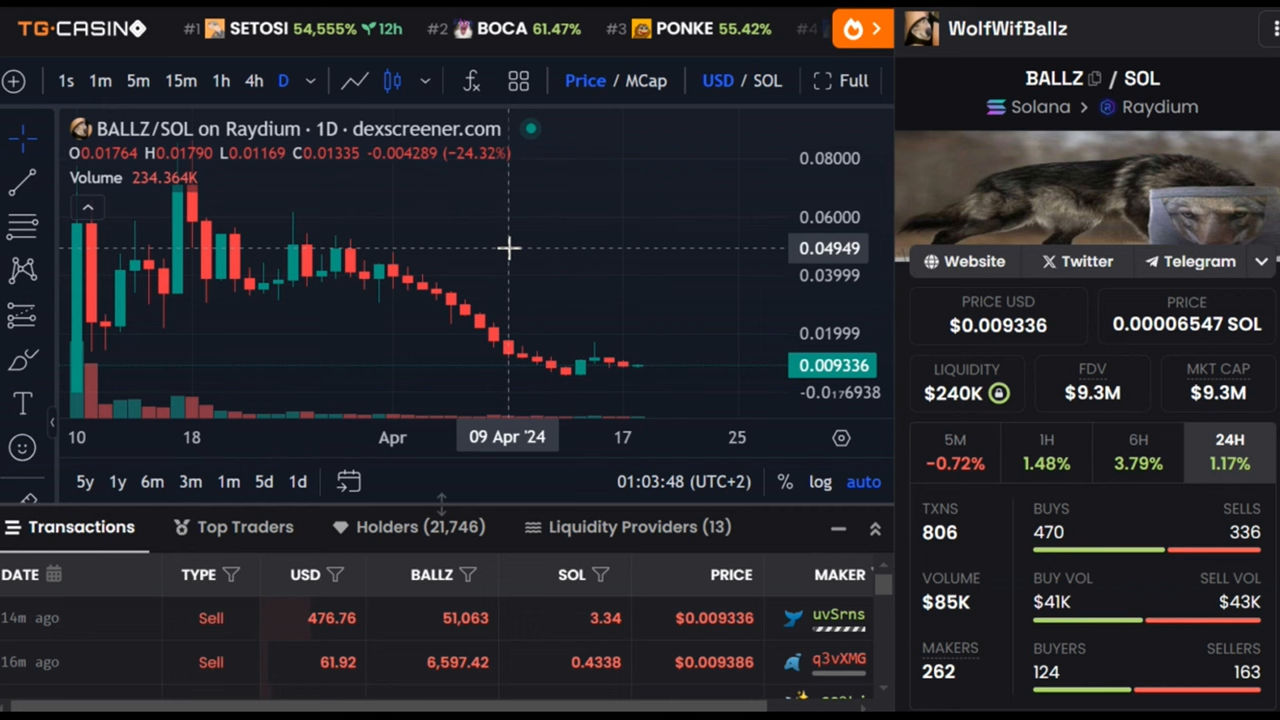 TG.CASINO #1 SETOSI 54,555% 12h #2 BOCA 61.47% #3 PONKE 55.42% #4
WolfWifBallz
1s 1m 5m 15m 1h 4h D Price / MCap USD / SOL Full
BALLZ / SOL
Solana > Raydium
BALLZ/SOL on Raydium · 1D · dexscreener.com
O0.01764 H0.01790 L0.01169 C0.01335 -0.004289 (−24.32%)
Volume 234.364K
0.08000
0.06000
0.04949
0.03999
0.01999
0.009336
-0.0₁₇6938
10 18 Apr 09 Apr '24 17 25
5y 1y 6m 3m 1m 5d 1d 01:03:48 (UTC+2) % log auto
Website Twitter Telegram
PRICE USD
$0.009336
PRICE
0.00006547 SOL
LIQUIDITY
$240K
FDV
$9.3M
MKT CAP
$9.3M
5M 1H 6H 24H
-0.72% 1.48% 3.79% 1.17%
TXNS BUYS SELLS
806 470 336
VOLUME BUY VOL SELL VOL
$85K $41K $43K
MAKERS BUYERS SELLERS
262 124 163
Transactions Top Traders Holders (21,746) Liquidity Providers (13)
DATE TYPE USD BALLZ SOL PRICE MAKER
14m ago Sell 476.76 51,063 3.34 $0.009336 uvSrns
16m ago Sell 61.92 6,597.42 0.4338 $0.009386 q3vXMG